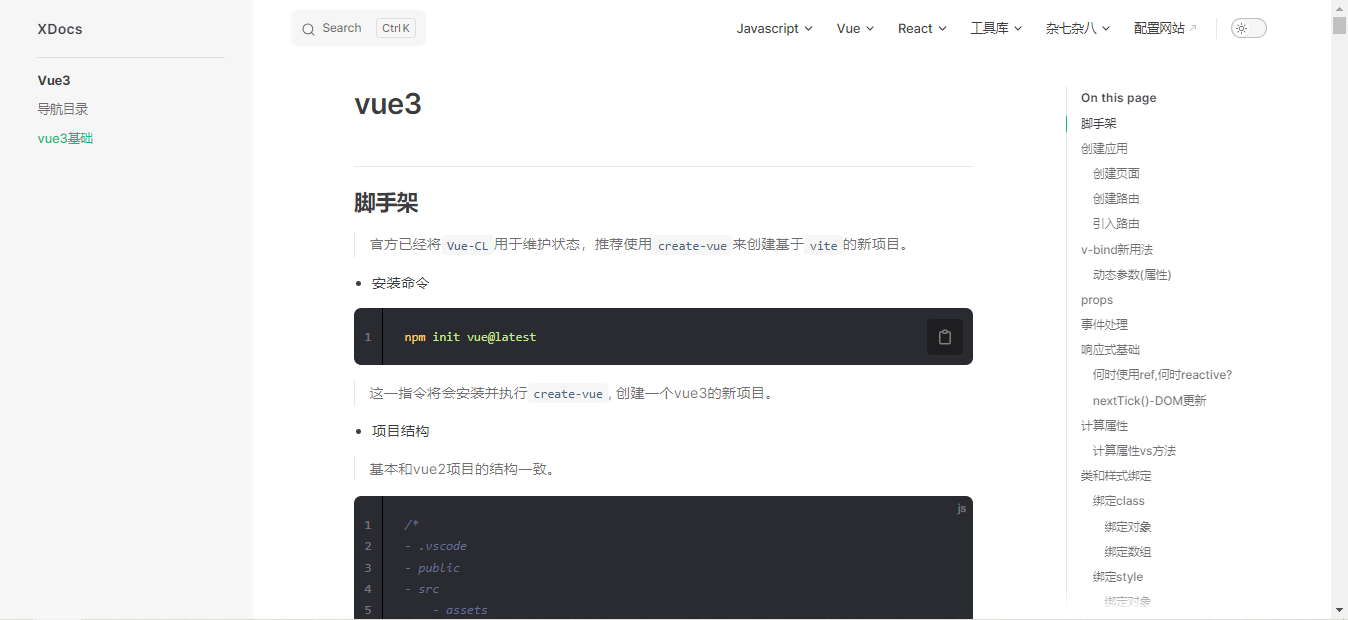 XDocs
Search Ctrl K
Javascript
Vue
React
工具库
杂七杂八
配置网站
Vue3
导航目录
vue3基础
vue3
脚手架
官方已经将 Vue-CL 用于维护状态，推荐使用 create-vue 来创建基于 vite 的新项目。
安装命令
1 npm init vue@latest
这一指令将会安装并执行 create-vue , 创建一个vue3的新项目。
项目结构
基本和vue2项目的结构一致。
js
1 /*
2 - .vscode
3 - public
4 - src
5 - assets
On this page
脚手架
创建应用
创建页面
创建路由
引入路由
v-bind新用法
动态参数(属性)
props
事件处理
响应式基础
何时使用ref,何时reactive?
nextTick()-DOM更新
计算属性
计算属性vs方法
类和样式绑定
绑定class
绑定对象
绑定数组
绑定style
绑定对象